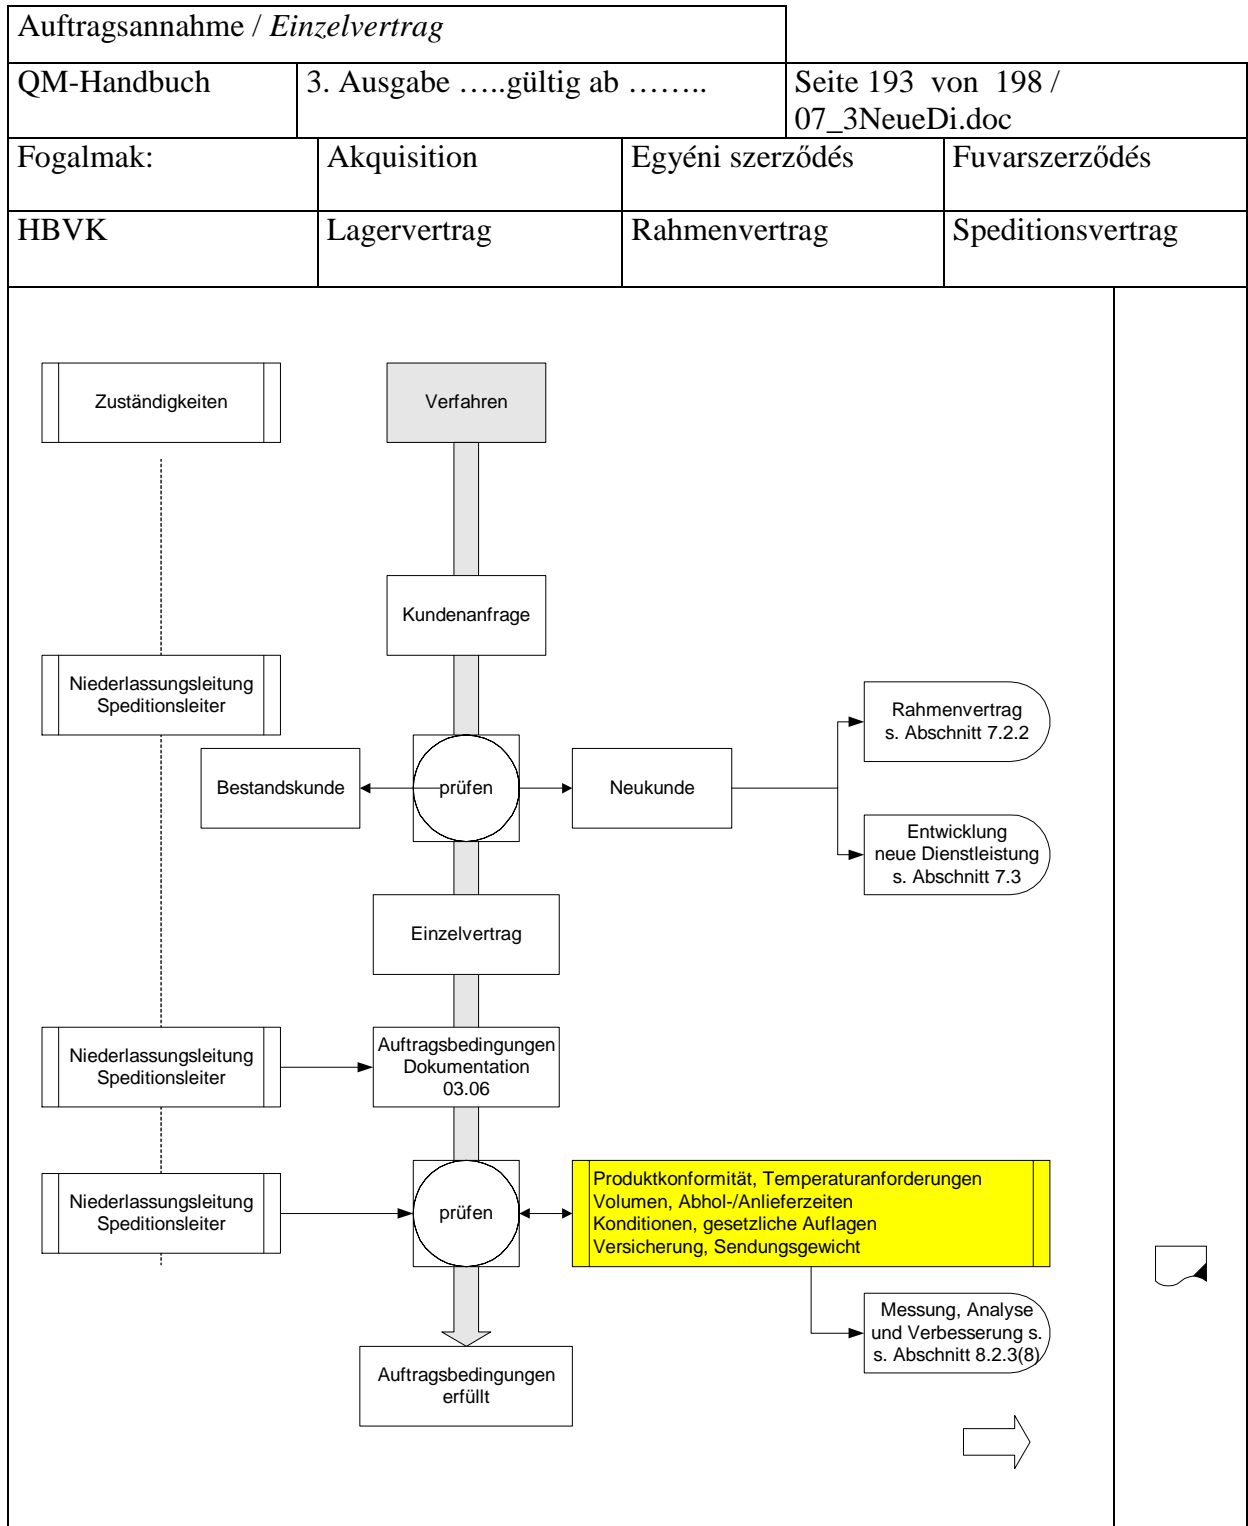 Auftragsannahme / Einzelvertrag
QM-Handbuch
3. Ausgabe …..gültig ab ……..
Seite 193 von 198 /
07_3NeueDi.doc
Fogalmak:
Akquisition
Egyéni szerződés
Fuvarszerződés
HBVK
Lagervertrag
Rahmenvertrag
Speditionsvertrag
Zuständigkeiten
Verfahren
Kundenanfrage
Niederlassungsleitung
Speditionsleiter
Rahmenvertrag
s. Abschnitt 7.2.2
Bestandskunde
prüfen
Neukunde
Entwicklung
neue Dienstleistung
s. Abschnitt 7.3
Einzelvertrag
Niederlassungsleitung
Speditionsleiter
Auftragsbedingungen
Dokumentation
03.06
Niederlassungsleitung
Speditionsleiter
prüfen
Produktkonformität, Temperaturanforderungen
Volumen, Abhol-/Anlieferzeiten
Konditionen, gesetzliche Auflagen
Versicherung, Sendungsgewicht
Messung, Analyse
und Verbesserung s.
s. Abschnitt 8.2.3(8)
Auftragsbedingungen
erfüllt